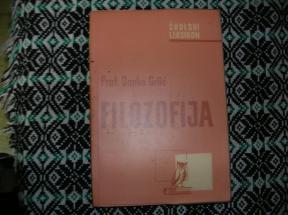 ŠKOLSKI
LEKSIKON
Prof. Danko Grlić
FILOZOFIJA